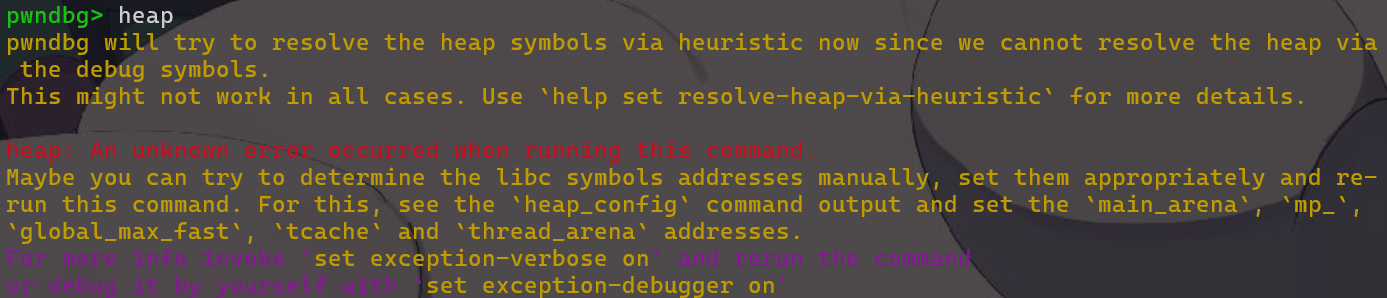 pwndbg> heap
pwndbg will try to resolve the heap symbols via heuristic now since we cannot resolve the heap via
 the debug symbols.
This might not work in all cases. Use `help set resolve-heap-via-heuristic` for more details.

heap: An unknown error occurred when running this command.
Maybe you can try to determine the libc symbols addresses manually, set them appropriately and re-
run this command. For this, see the `heap_config` command output and set the `main_arena`, `mp_`,
`global_max_fast`, `tcache` and `thread_arena` addresses.
For more info invoke `set exception-verbose on` and rerun the command
or debug it by yourself with `set exception-debugger on`